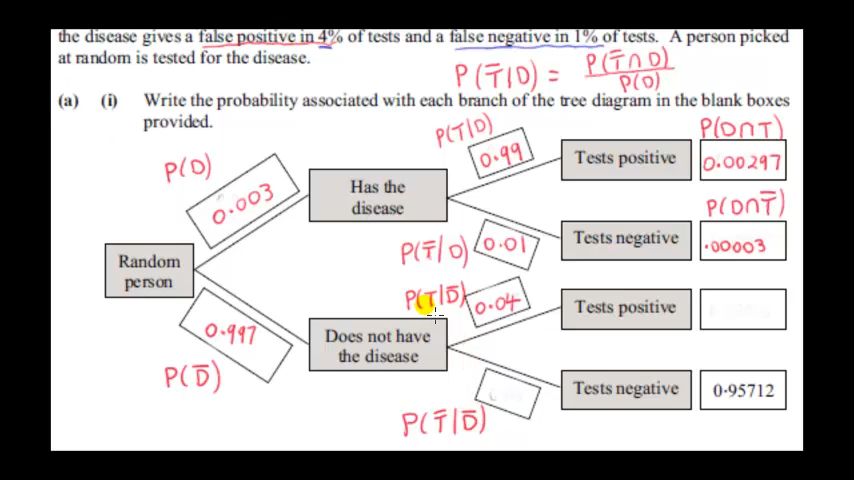 the disease gives a false positive in 4% of tests and a false negative in 1% of tests. A person picked
at random is tested for the disease.
P(T̅|D) = P(T̅∩D)
P(D)
(a) (i) Write the probability associated with each branch of the tree diagram in the blank boxes
provided.
P(T|D)
P(D∩T)
0.99
Tests positive
0.00297
P(D)
0.003
Has the
disease
P(D∩T̅)
P(T̅/D)
0.01
Tests negative
.00003
Random
person
P(T|D̅)
0.04
Tests positive
0.997
Does not have
the disease
P(D̅)
Tests negative
0·95712
P(T̅|D̅)